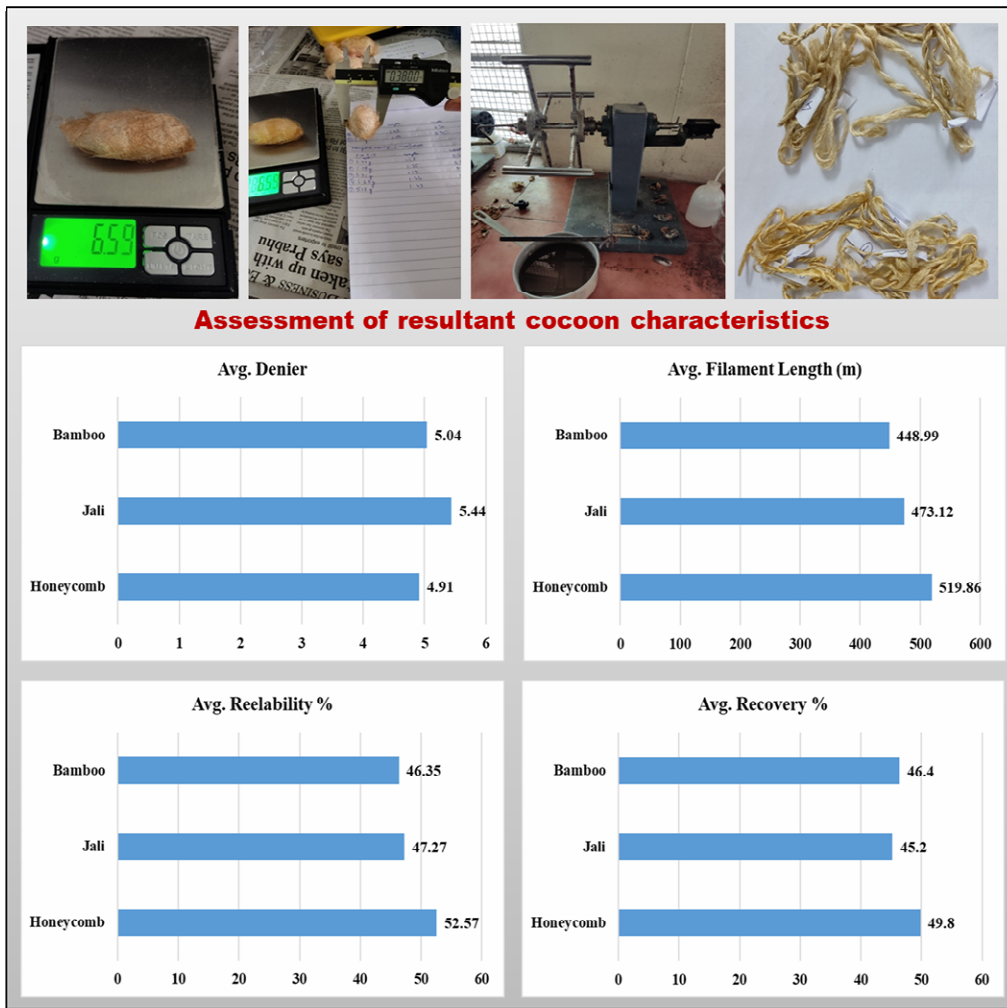 6.59
g
0.3800
6.59
BUSINESS & E
aken up with
says Prabhu
Assessment of resultant cocoon characteristics
Avg. Denier
Bamboo 5.04
Jali 5.44
Honeycomb 4.91
0 1 2 3 4 5 6
Avg. Filament Length (m)
Bamboo 448.99
Jali 473.12
Honeycomb 519.86
0 100 200 300 400 500 600
Avg. Reelability %
Bamboo 46.35
Jali 47.27
Honeycomb 52.57
0 10 20 30 40 50 60
Avg. Recovery %
Bamboo 46.4
Jali 45.2
Honeycomb 49.8
0 10 20 30 40 50 60